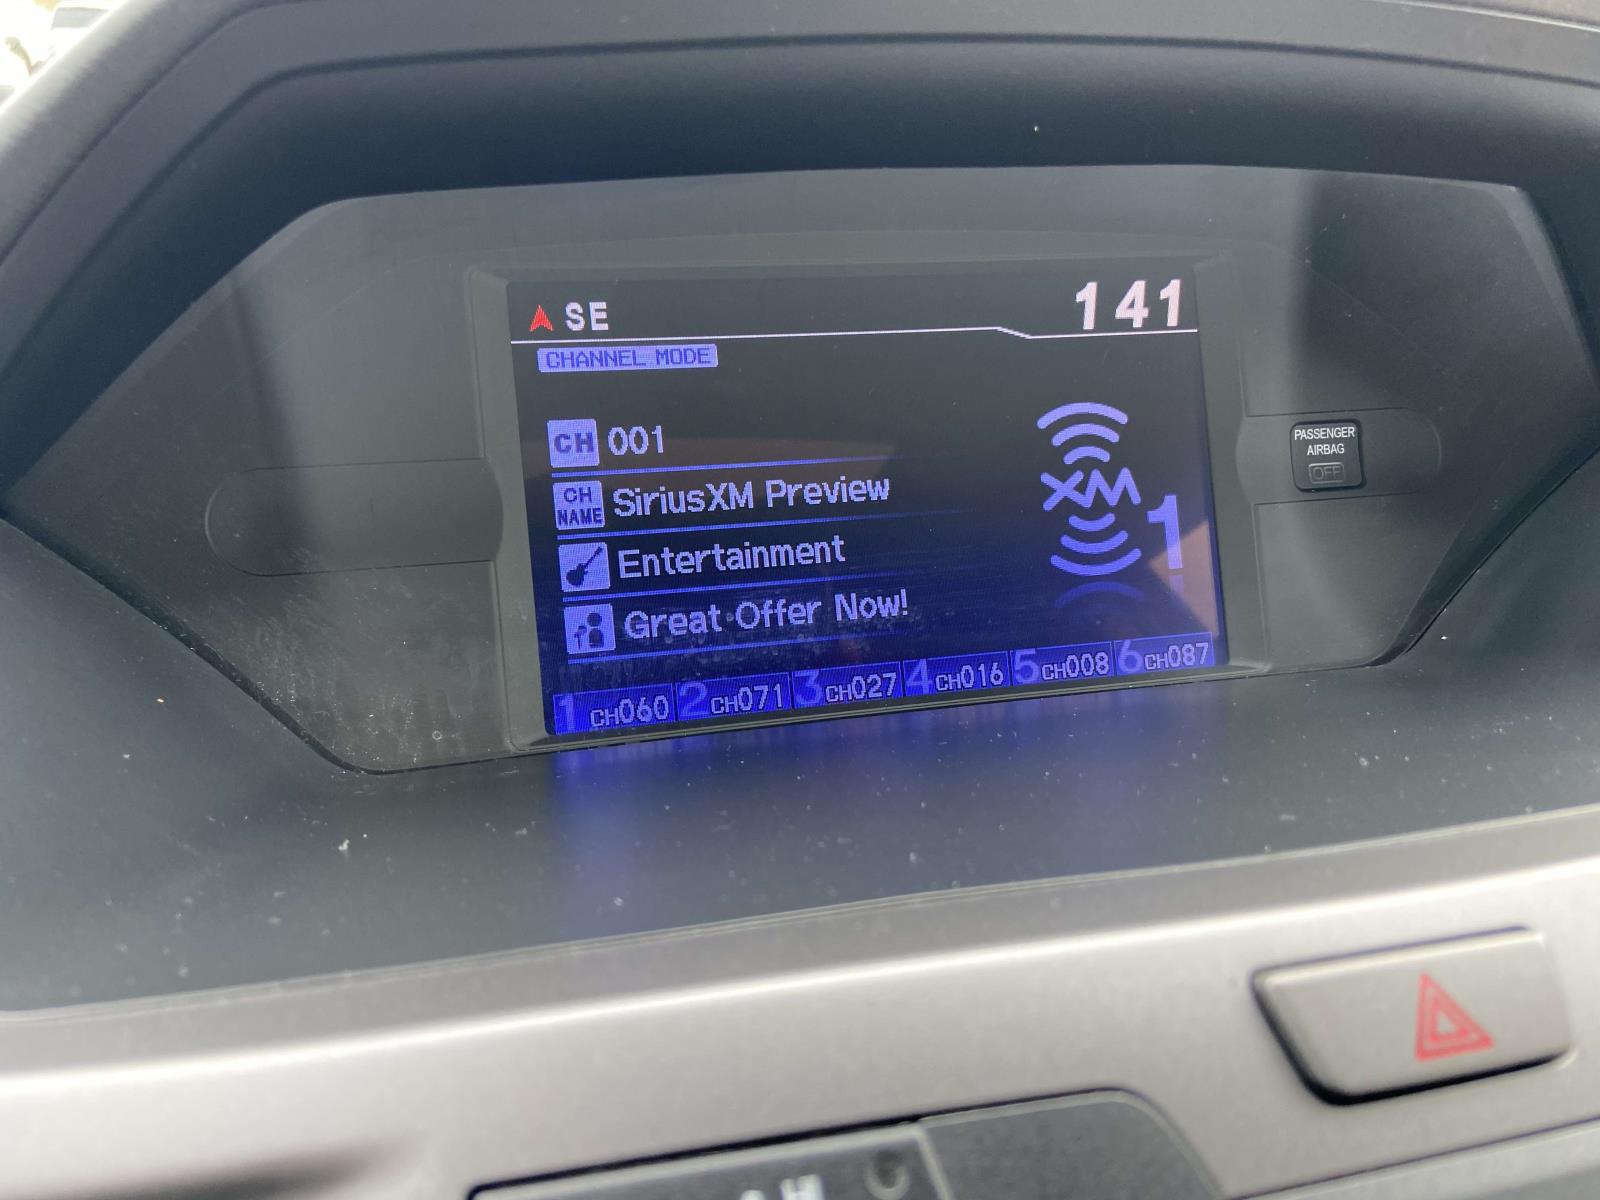 SE 141
CHANNEL MODE
CH 001
CH NAME SiriusXM Preview
Entertainment
Great Offer Now!
XM 1
1 CH060 2 CH071 3 CH027 4 CH016 5 CH008 6 CH087
PASSENGER
AIRBAG
OFF